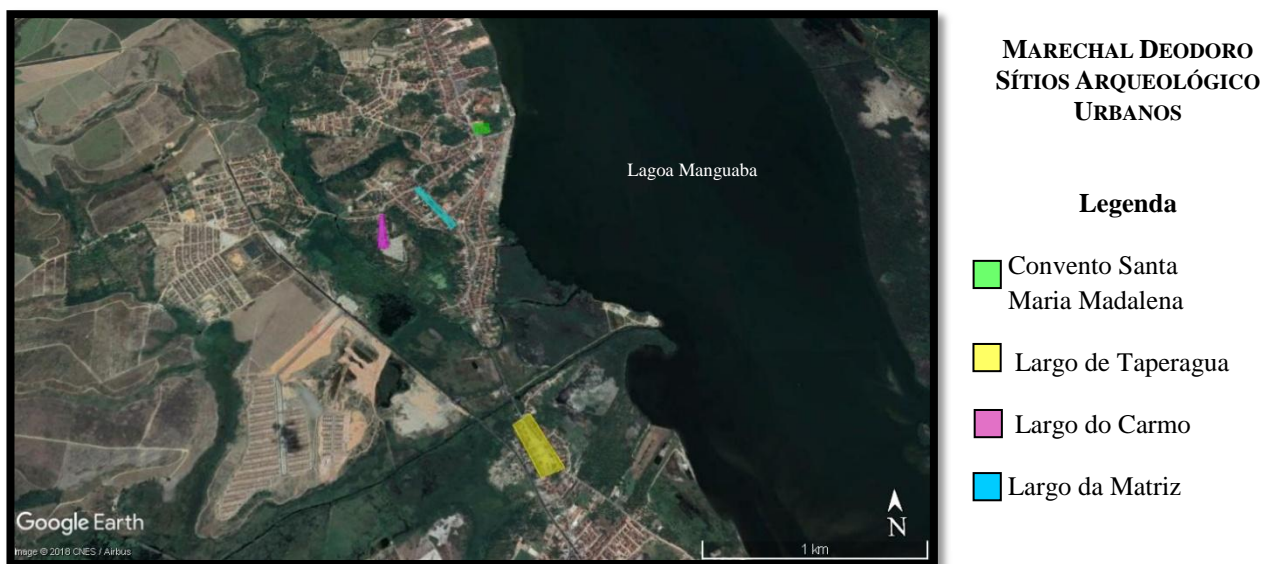 MARECHAL DEODORO
SÍTIOS ARQUEOLÓGICO
URBANOS
Lagoa Manguaba
Legenda
Convento Santa
Maria Madalena
Largo de Taperagua
Largo do Carmo
Largo da Matriz
Google Earth
Image © 2018 CNES / Airbus
N
1 km